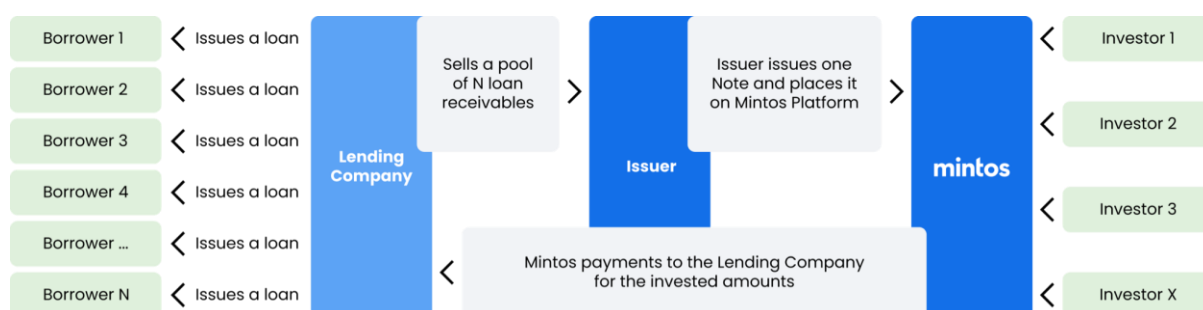 Borrower 1
Issues a loan
Borrower 2
Issues a loan
Borrower 3
Issues a loan
Borrower 4
Issues a loan
Borrower ...
Issues a loan
Borrower N
Issues a loan
Lending
Company
Sells a pool
of N loan
receivables
Issuer
Issuer issues one
Note and places it
on Mintos Platform
mintos
Mintos payments to the Lending Company
for the invested amounts
Investor 1
Investor 2
Investor 3
Investor X